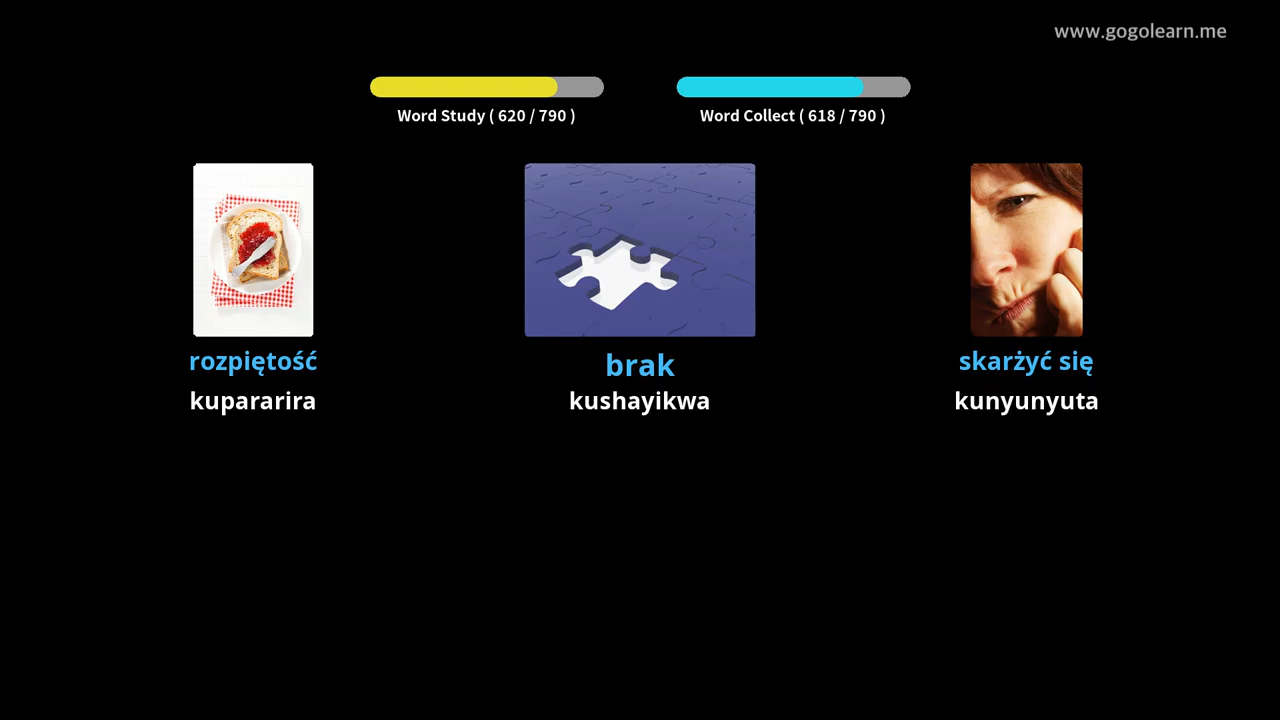 www.gogolearn.me
Word Study ( 620 / 790 )
Word Collect ( 618 / 790 )
rozpiętość
kupararira
brak
kushayikwa
skarżyć się
kunyunyuta